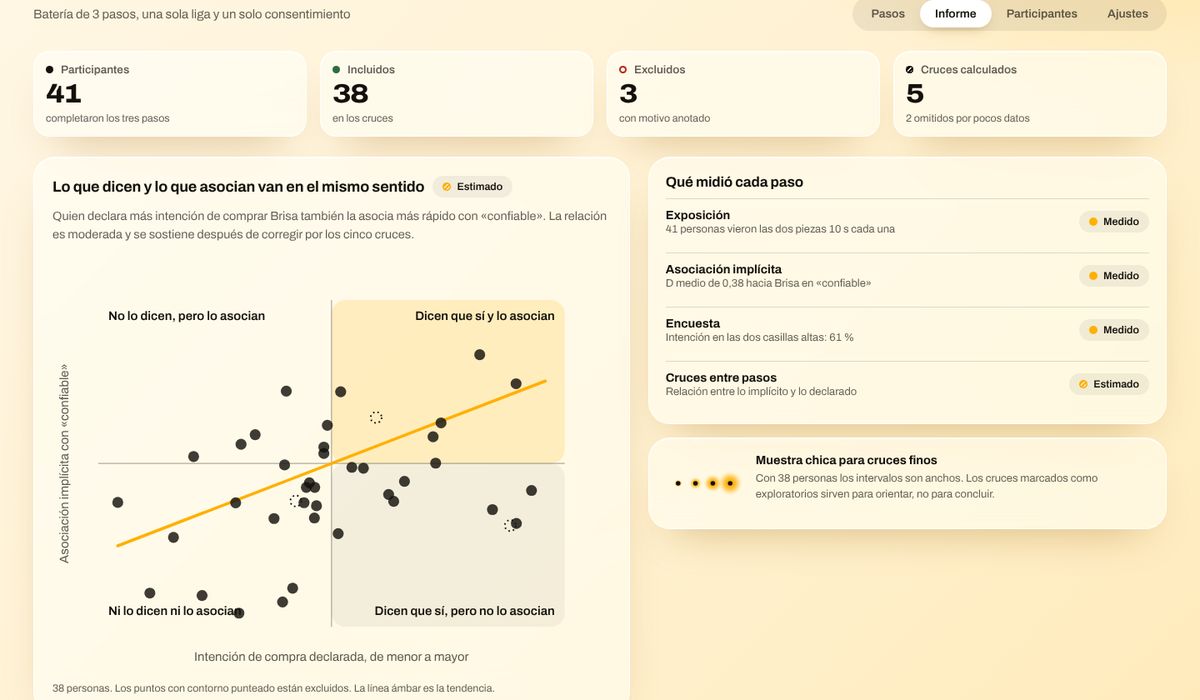 Batería de 3 pasos, una sola liga y un solo consentimiento
Pasos
Informe
Participantes
Ajustes
Participantes
41
completaron los tres pasos
Incluidos
38
en los cruces
Excluidos
3
con motivo anotado
Cruces calculados
5
2 omitidos por pocos datos
Lo que dicen y lo que asocian van en el mismo sentido
Estimado
Quien declara más intención de comprar Brisa también la asocia más rápido con «confiable». La relación
es moderada y se sostiene después de corregir por los cinco cruces.
No lo dicen, pero lo asocian
Dicen que sí y lo asocian
Asociación implícita con «confiable»
Ni lo dicen ni lo asocian
Dicen que sí, pero no lo asocian
Intención de compra declarada, de menor a mayor
38 personas. Los puntos con contorno punteado están excluidos. La línea ámbar es la tendencia.
Qué midió cada paso
Exposición
41 personas vieron las dos piezas 10 s cada una
Medido
Asociación implícita
D medio de 0,38 hacia Brisa en «confiable»
Medido
Encuesta
Intención en las dos casillas altas: 61 %
Medido
Cruces entre pasos
Relación entre lo implícito y lo declarado
Estimado
Muestra chica para cruces finos
Con 38 personas los intervalos son anchos. Los cruces marcados como
exploratorios sirven para orientar, no para concluir.